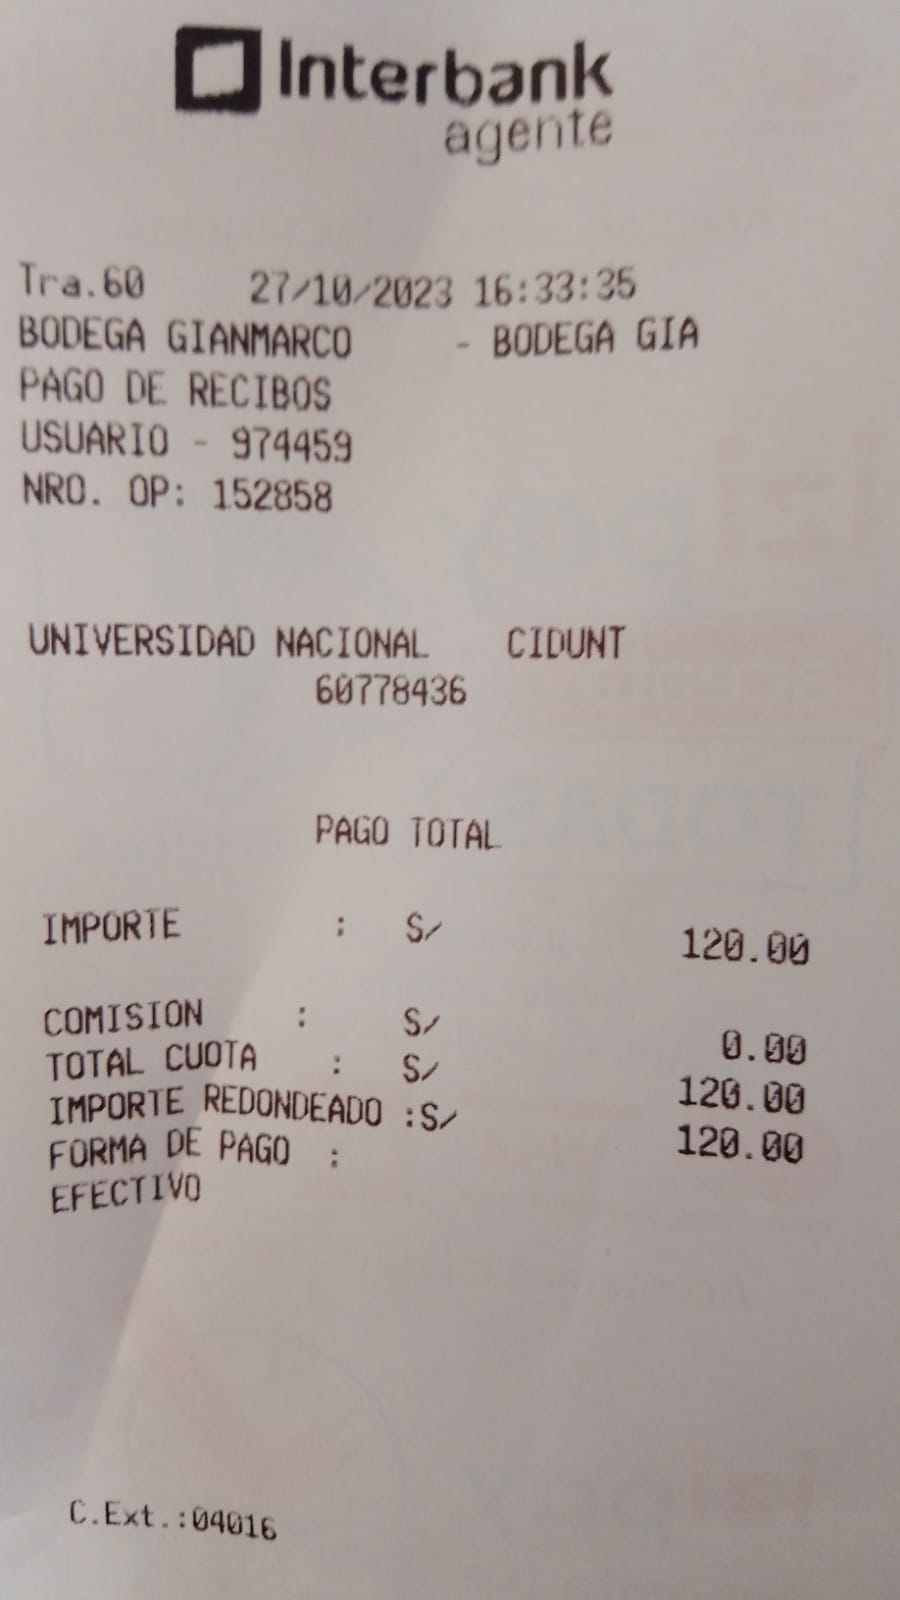 Interbank
agente
Tra.60 27/10/2023 16:33:35
BODEGA GIANMARCO - BODEGA GIA
PAGO DE RECIBOS
USUARIO - 974459
NRO. OP: 152858
UNIVERSIDAD NACIONAL CIDUNT
60778436
PAGO TOTAL
IMPORTE : S/ 120.00
COMISION : S/ 0.00
TOTAL CUOTA : S/ 120.00
IMPORTE REDONDEADO :S/ 120.00
FORMA DE PAGO :
EFECTIVO
C.Ext.:04016